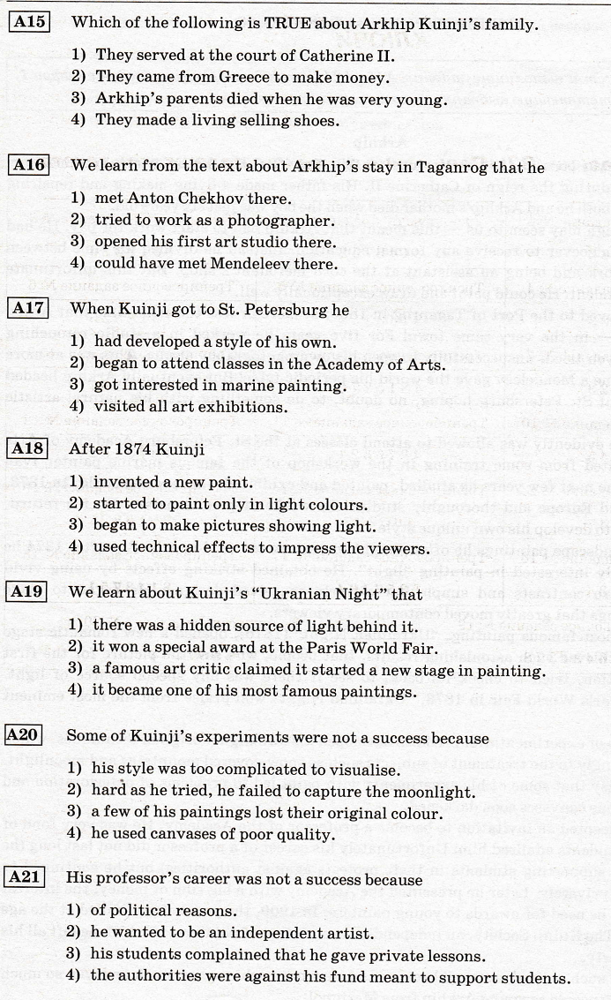 A15 Which of the following is TRUE about Arkhip Kuinji's family.
1) They served at the court of Catherine II.
2) They came from Greece to make money.
3) Arkhip's parents died when he was very young.
4) They made a living selling shoes.
A16 We learn from the text about Arkhip's stay in Taganrog that he
1) met Anton Chekhov there.
2) tried to work as a photographer.
3) opened his first art studio there.
4) could have met Mendeleev there.
A17 When Kuinji got to St. Petersburg he
1) had developed a style of his own.
2) began to attend classes in the Academy of Arts.
3) got interested in marine painting.
4) visited all art exhibitions.
A18 After 1874 Kuinji
1) invented a new paint.
2) started to paint only in light colours.
3) began to make pictures showing light.
4) used technical effects to impress the viewers.
A19 We learn about Kuinji's "Ukranian Night" that
1) there was a hidden source of light behind it.
2) it won a special award at the Paris World Fair.
3) a famous art critic claimed it started a new stage in painting.
4) it became one of his most famous paintings.
A20 Some of Kuinji's experiments were not a success because
1) his style was too complicated to visualise.
2) hard as he tried, he failed to capture the moonlight.
3) a few of his paintings lost their original colour.
4) he used canvases of poor quality.
A21 His professor's career was not a success because
1) of political reasons.
2) he wanted to be an independent artist.
3) his students complained that he gave private lessons.
4) the authorities were against his fund meant to support students.